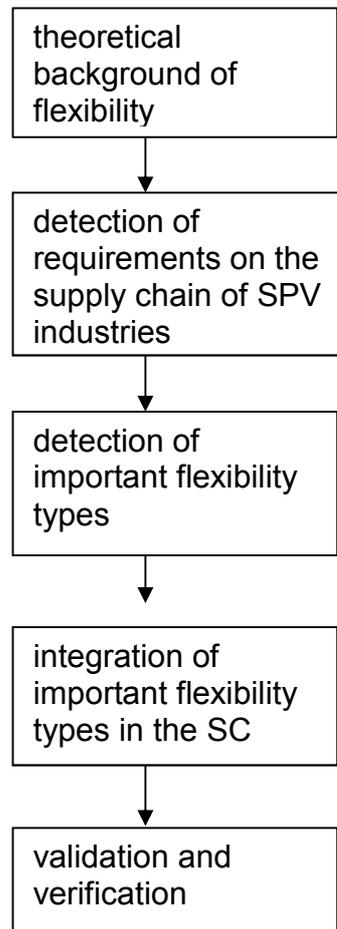 theoretical
background of
flexibility
detection of
requirements on the
supply chain of SPV
industries
detection of
important flexibility
types
integration of
important flexibility
types in the SC
validation and
verification